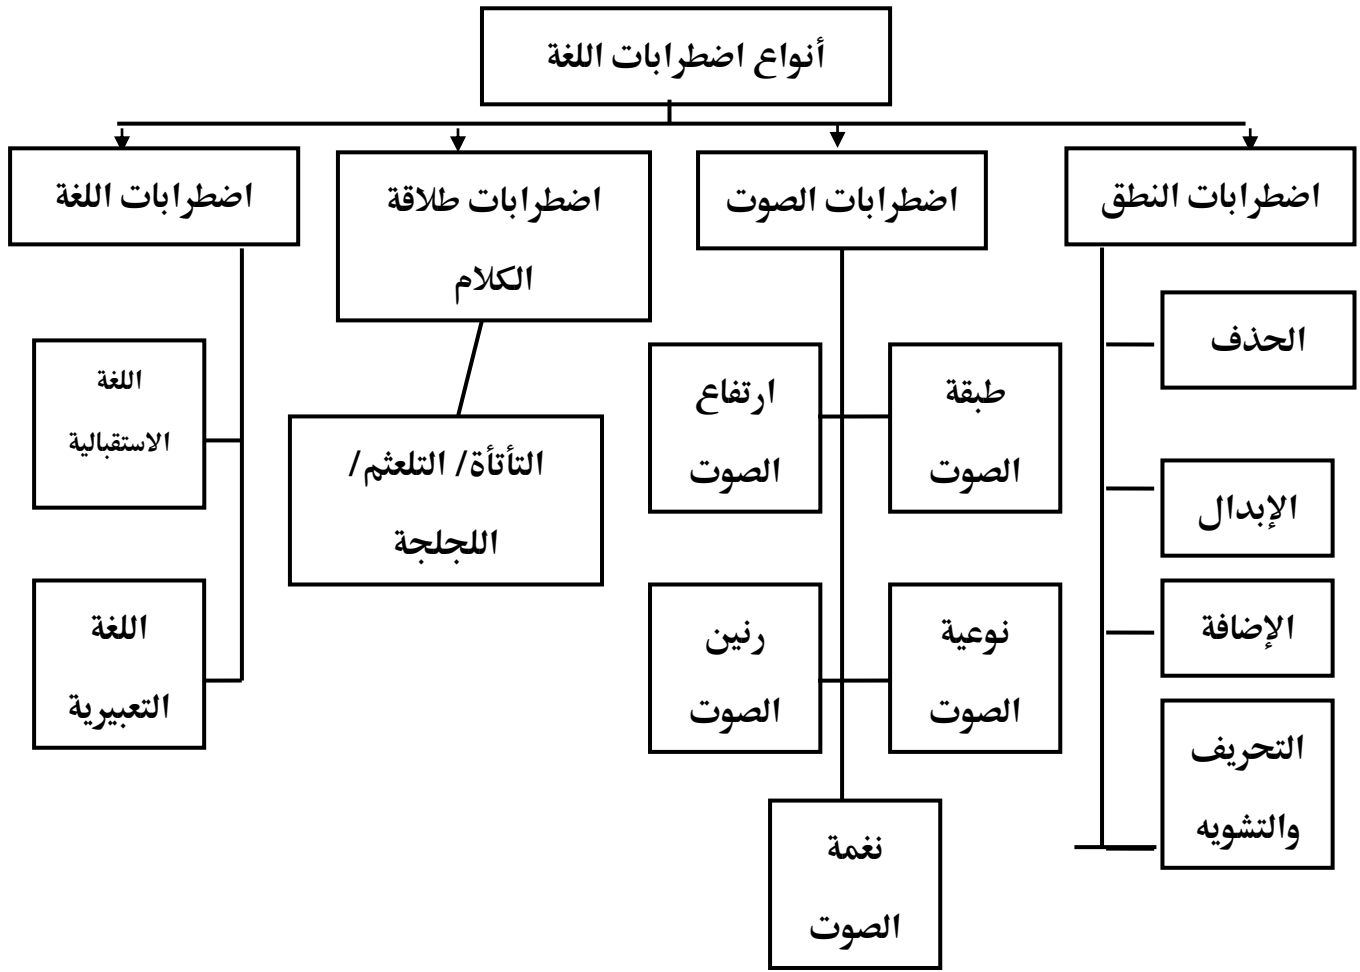 أنواع اضطرابات اللغة
اضطرابات النطق
اضطرابات الصوت
اضطرابات طلاقة
الكلام
اضطرابات اللغة
الحذف
الإبدال
الإضافة
التحريف
والتشويه
طبقة
الصوت
ارتفاع
الصوت
نوعية
الصوت
رنين
الصوت
نغمة
الصوت
التأتأة/ التلعثم/
اللجلجة
اللغة
الاستقبالية
اللغة
التعبيرية